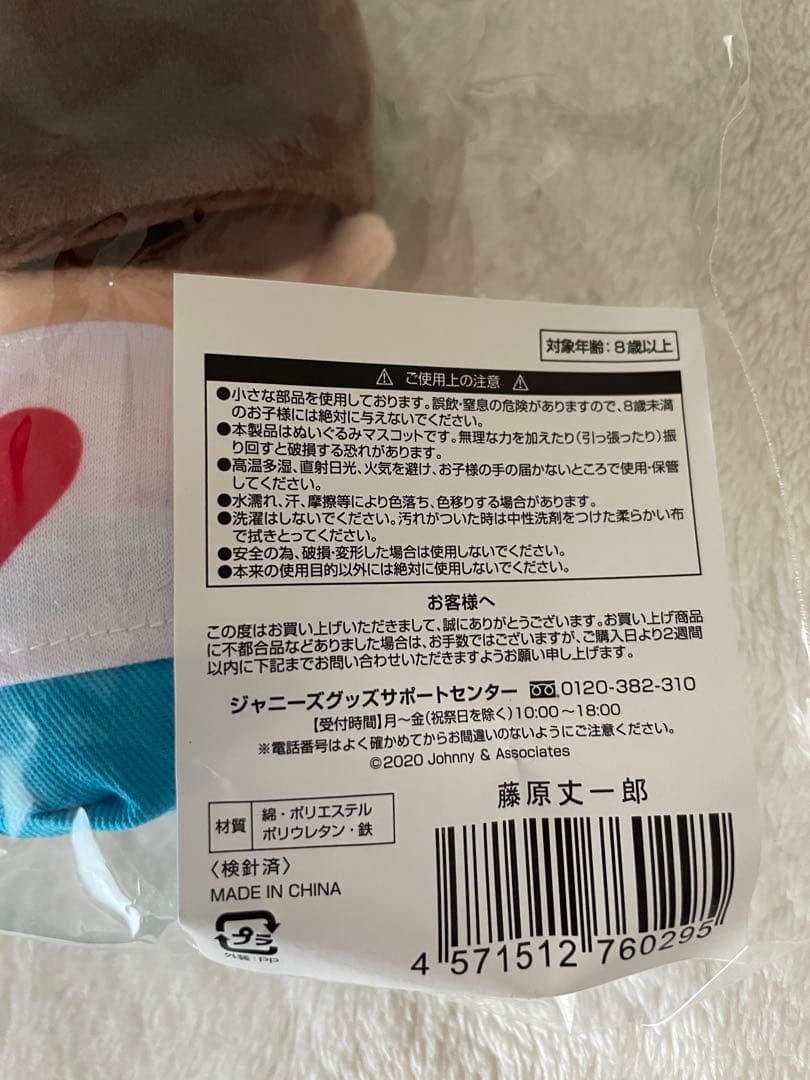 対象年齢:8歳以上
⚠ ご使用上の注意 ⚠
●小さな部品を使用しております。誤飲・窒息の危険がありますので、8歳未満
のお子様には絶対に与えないでください。
●本製品はぬいぐるみマスコットです。無理な力を加えたり(引っ張ったり)振
り回すと破損する恐れがあります。
●高温多湿、直射日光、火気を避け、お子様の手の届かないところで使用・保管
してください。
●水濡れ、汗、摩擦等により色落ち、色移りする場合があります。
●洗濯はしないでください。汚れがついた時は中性洗剤をつけた柔らかい布
で拭きとってください。
●安全の為、破損・変形した場合は使用しないでください。
●本来の使用目的以外には絶対に使用しないでください。
お客様へ
この度はお買い上げいただきまして、誠にありがとうございます。お買い上げ商品
に不都合品などありました場合は、お手数ではございますが、ご購入日より2週間
以内に下記までお問い合わせいただきますようお願い申し上げます。
ジャニーズグッズサポートセンター 0120-382-310
【受付時間】月~金(祝祭日を除く)10:00~18:00
※電話番号はよく確かめてからお間違いのないようにご注意ください。
©2020 Johnny & Associates
藤原丈一郎
材質 綿・ポリエステル
ポリウレタン・鉄
〈検針済〉
MADE IN CHINA
プラ
外装:PP
4 571512 760295